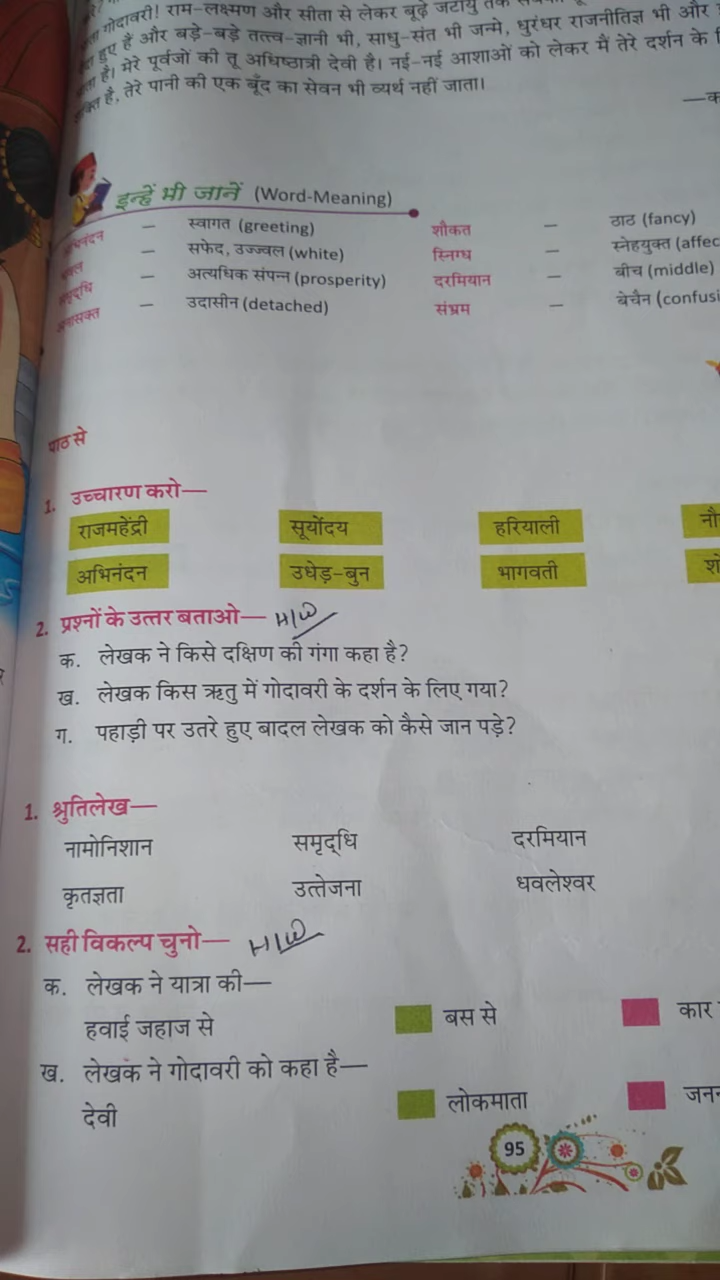 गोदावरी! राम-लक्ष्मण और सीता से लेकर बूढ़े जटायु तक
हुए हैं और बड़े-बड़े तत्त्व-ज्ञानी भी, साधु-संत भी जन्मे, धुरंधर राजनीतिज्ञ भी और
है। मेरे पूर्वजों की तू अधिष्ठात्री देवी है। नई-नई आशाओं को लेकर मैं तेरे दर्शन के
है, तेरे पानी की एक बूँद का सेवन भी व्यर्थ नहीं जाता।
इन्हें भी जानें (Word-Meaning)
— स्वागत (greeting) शौकत — ठाठ (fancy)
— सफेद, उज्ज्वल (white) स्निग्ध — स्नेहयुक्त
— अत्यधिक संपन्न (prosperity) दरमियान — बीच (middle)
— उदासीन (detached) संभ्रम — बेचैन
पाठ से
1. उच्चारण करो—
राजमहेंद्री सूर्योदय हरियाली
अभिनंदन उधेड़-बुन भागवती
2. प्रश्नों के उत्तर बताओ— H/W
क. लेखक ने किसे दक्षिण की गंगा कहा है?
ख. लेखक किस ऋतु में गोदावरी के दर्शन के लिए गया?
ग. पहाड़ी पर उतरे हुए बादल लेखक को कैसे जान पड़े?
1. श्रुतिलेख—
नामोनिशान समृद्धि दरमियान
कृतज्ञता उत्तेजना धवलेश्वर
2. सही विकल्प चुनो— H/W
क. लेखक ने यात्रा की—
हवाई जहाज से बस से कार
ख. लेखक ने गोदावरी को कहा है—
देवी लोकमाता
95